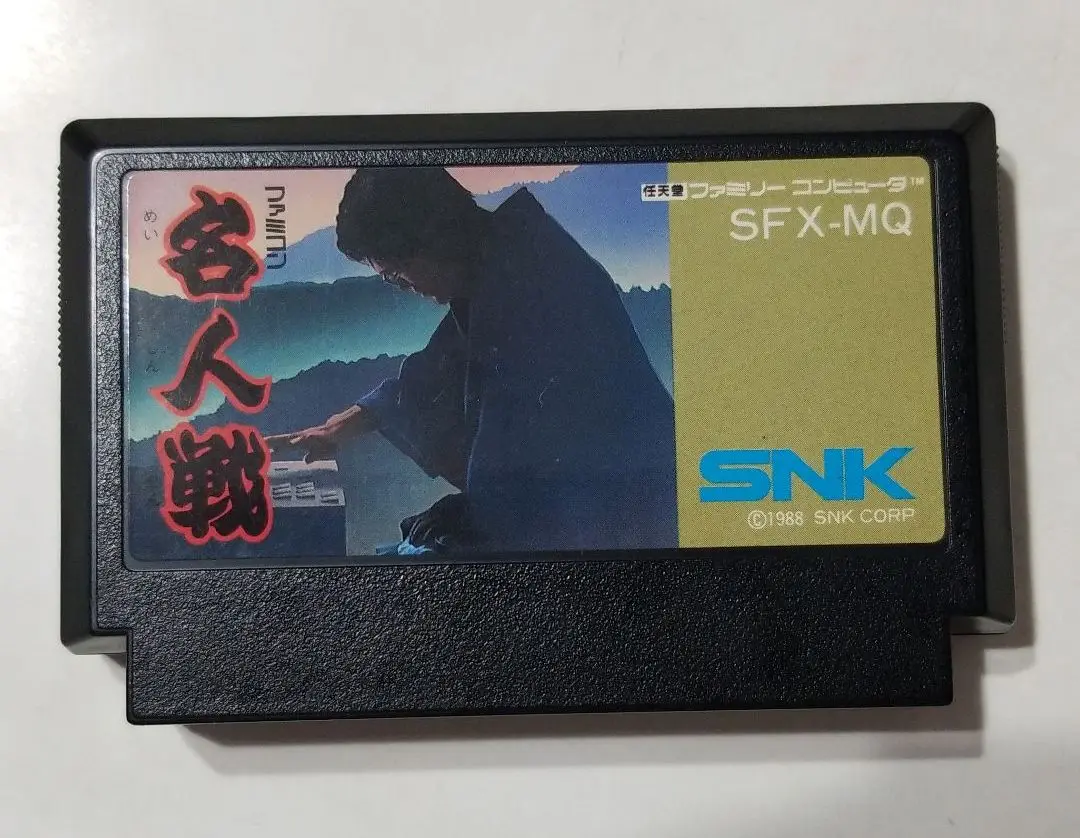 ファミコン
名人戦
めい
任天堂 ファミリー コンピュータ™
SFX-MQ
SNK
©1988 SNK CORP